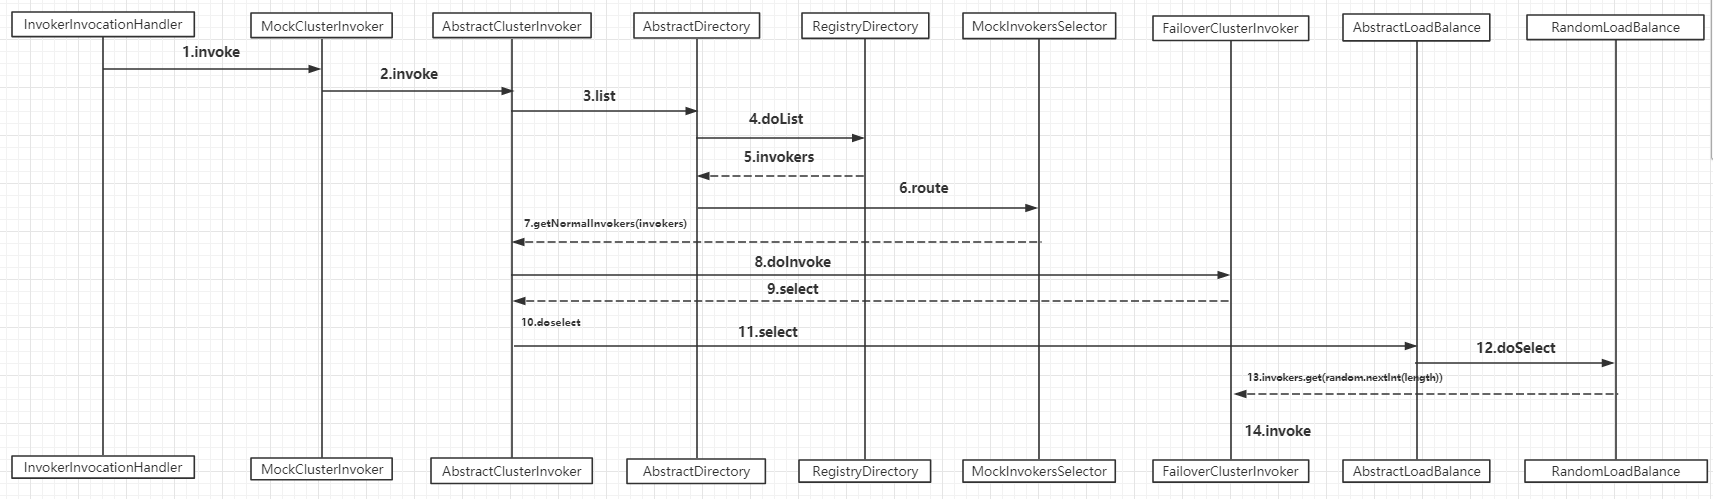 InvokerInvocationHandler
MockClusterInvoker
AbstractClusterInvoker
AbstractDirectory
RegistryDirectory
MockInvokersSelector
FailoverClusterInvoker
AbstractLoadBalance
RandomLoadBalance
1.invoke
2.invoke
3.list
4.doList
5.invokers
6.route
7.getNormalInvokers(invokers)
8.doInvoke
9.select
10.doselect
11.select
12.doSelect
13.invokers.get(random.nextInt(length))
14.invoke
InvokerInvocationHandler
MockClusterInvoker
AbstractClusterInvoker
AbstractDirectory
RegistryDirectory
MockInvokersSelector
FailoverClusterInvoker
AbstractLoadBalance
RandomLoadBalance